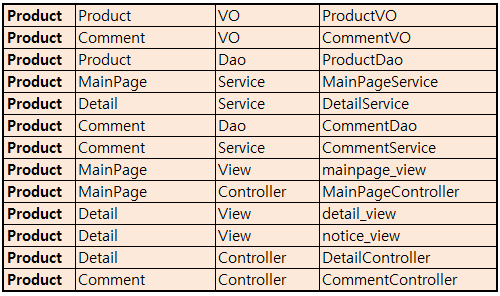 Product Product VO ProductVO
Product Comment VO CommentVO
Product Product Dao ProductDao
Product MainPage Service MainPageService
Product Detail Service DetailService
Product Comment Dao CommentDao
Product Comment Service CommentService
Product MainPage View mainpage_view
Product MainPage Controller MainPageController
Product Detail View detail_view
Product Detail View notice_view
Product Detail Controller DetailController
Product Comment Controller CommentController